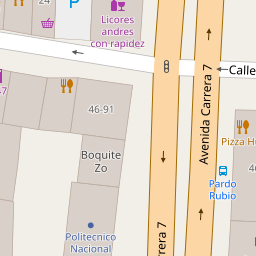 24
P
Licores
andres
con rapidez
Calle
47
46-91
Avenida Carrera 7
Pizza H
Boquite
Zo
Pardo
Rubio
Politecnico
Nacional
rrera 7